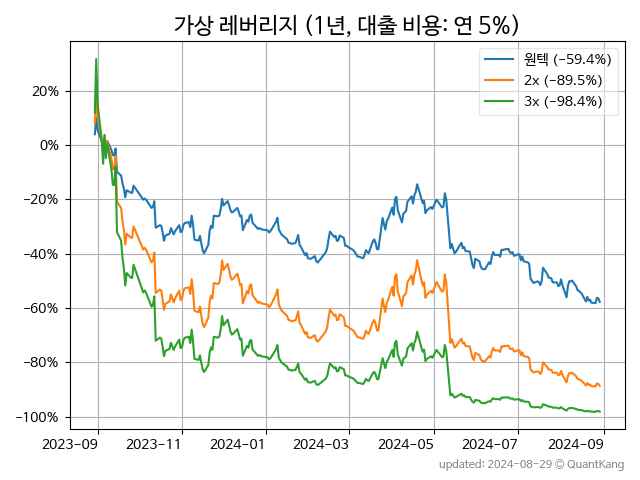 가상 레버리지 (1년, 대출 비용: 연 5%)
원텍 (-59.4%)
2x (-89.5%)
3x (-98.4%)
20%
0%
-20%
-40%
-60%
-80%
-100%
2023-09 2023-11 2024-01 2024-03 2024-05 2024-07 2024-09
updated: 2024-08-29 © QuantKang